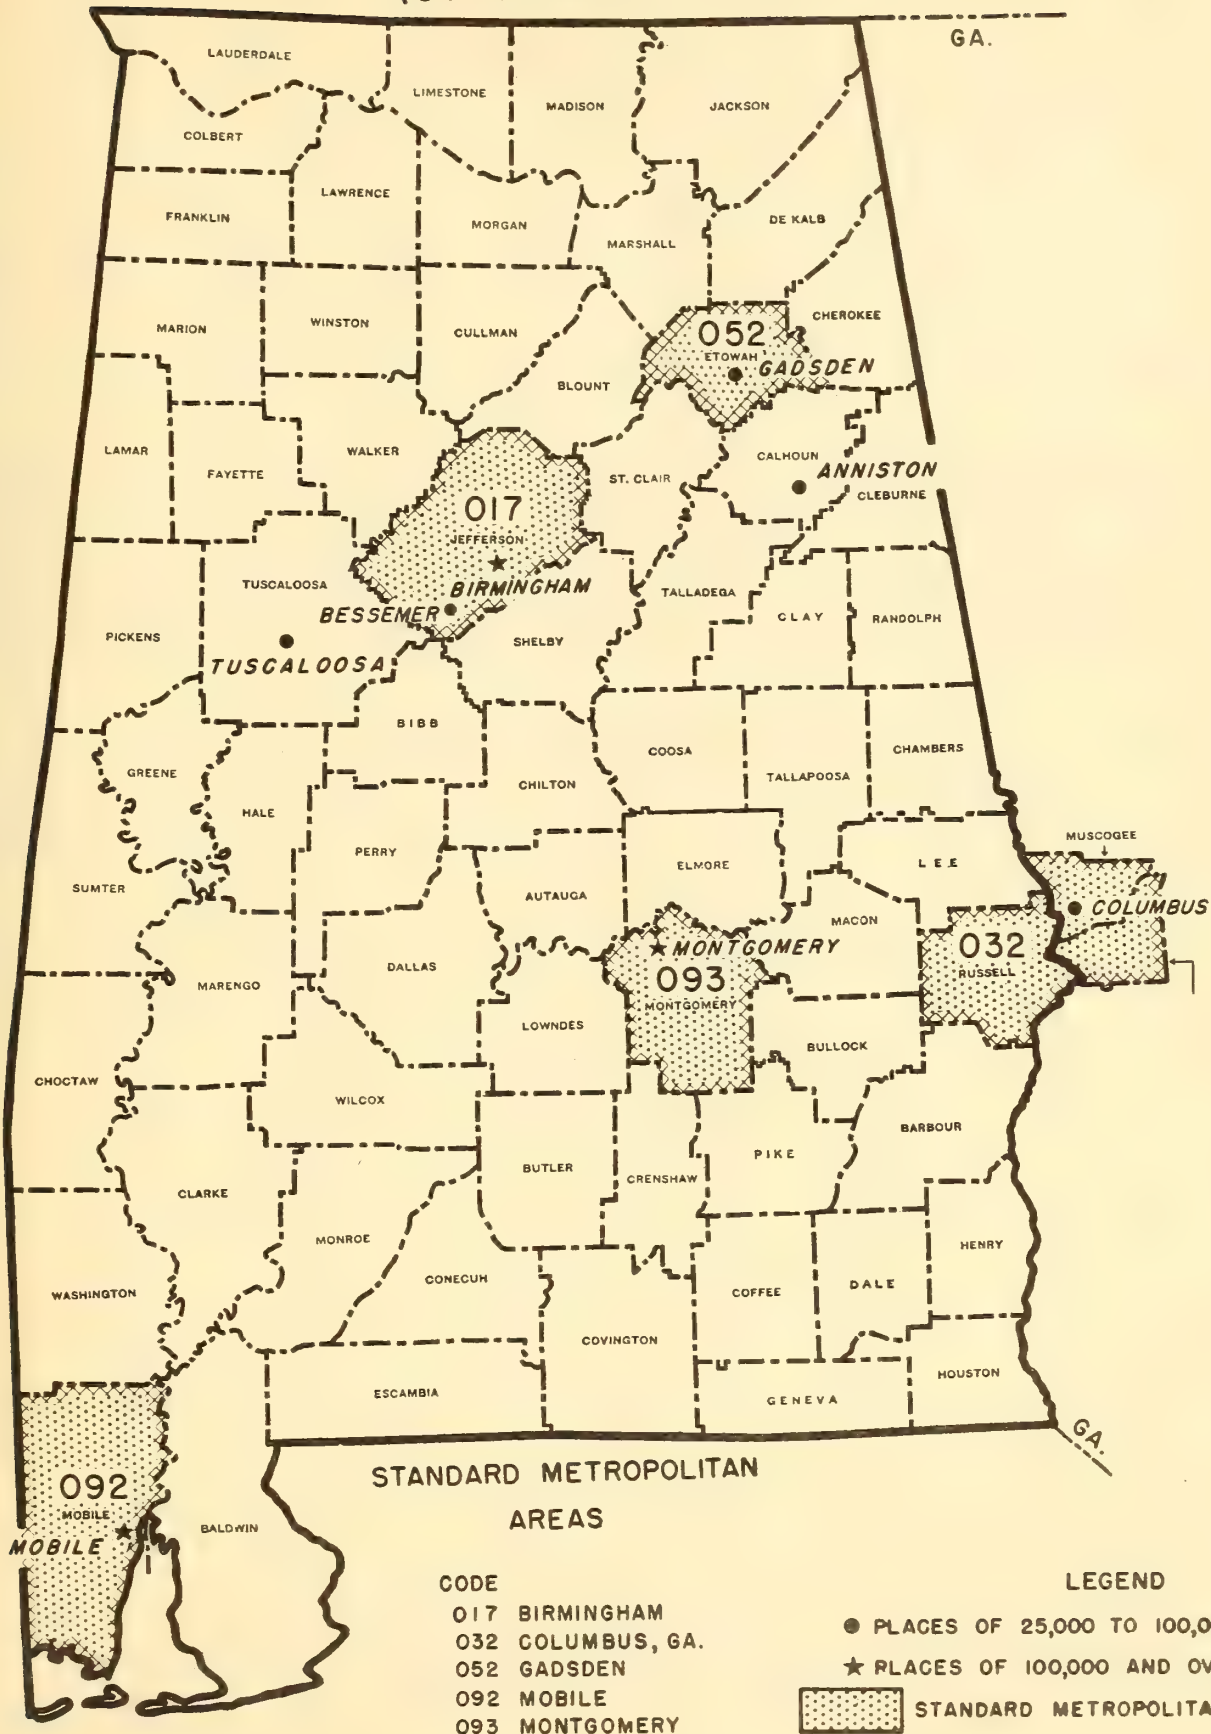 GA.
LAUDERDALE
LIMESTONE
MADISON
JACKSON
COLBERT
LAWRENCE
FRANKLIN
MORGAN
MARSHALL
DE KALB
MARION
WINSTON
CULLMAN
052
ETOWAH
GADSDEN
CHEROKEE
BLOUNT
LAMAR
FAYETTE
WALKER
ST. CLAIR
CALHOUN
ANNISTON
CLEBURNE
017
JEFFERSON
BIRMINGHAM
BESSEMER
TUSCALOOSA
TUSCALOOSA
PICKENS
SHELBY
TALLADEGA
CLAY
RANDOLPH
BIBB
GREENE
HALE
CHILTON
COOSA
TALLAPOOSA
CHAMBERS
PERRY
SUMTER
AUTAUGA
ELMORE
LEE
MUSCOGEE
COLUMBUS
MACON
032
RUSSELL
MONTGOMERY
093
MONTGOMERY
MARENGO
DALLAS
LOWNDES
BULLOCK
CHOCTAW
WILCOX
BUTLER
CRENSHAW
PIKE
BARBOUR
CLARKE
MONROE
CONECUH
WASHINGTON
COVINGTON
COFFEE
DALE
HENRY
ESCAMBIA
GENEVA
HOUSTON
GA.
092
MOBILE
MOBILE
BALDWIN
STANDARD METROPOLITAN
AREAS
CODE
017 BIRMINGHAM
032 COLUMBUS, GA.
052 GADSDEN
092 MOBILE
093 MONTGOMERY
LEGEND
PLACES OF 25,000 TO
PLACES OF 100,000 AND
STANDARD